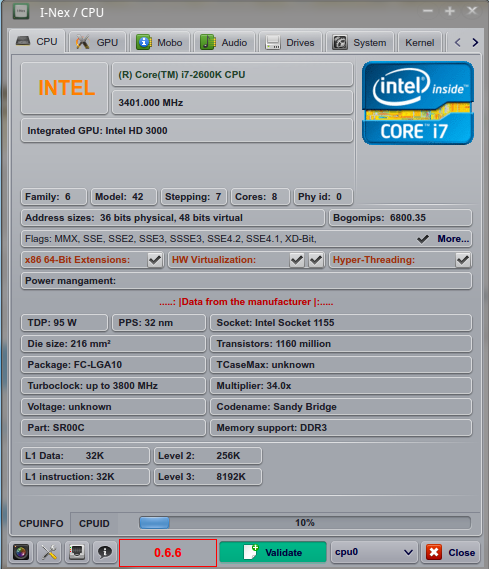 I-Nex / CPU
CPU GPU Mobo Audio Drives System Kernel
INTEL
(R) Core(TM) i7-2600K CPU
3401.000 MHz
Integrated GPU: Intel HD 3000
intel inside™
CORE™ i7
Family: 6 Model: 42 Stepping: 7 Cores: 8 Phy id: 0
Address sizes: 36 bits physical, 48 bits virtual Bogomips: 6800.35
Flags: MMX, SSE, SSE2, SSE3, SSSE3, SSE4.2, SSE4.1, XD-Bit, More...
x86 64-Bit Extensions: HW Virtualization: Hyper-Threading:
Power mangament:
.....: |Data from the manufacturer |:.....
TDP: 95 W PPS: 32 nm Socket: Intel Socket 1155
Die size: 216 mm² Transistors: 1160 million
Package: FC-LGA10 TCaseMax: unknown
Turboclock: up to 3800 MHz Multiplier: 34.0x
Voltage: unknown Codename: Sandy Bridge
Part: SR00C Memory support: DDR3
L1 Data: 32K Level 2: 256K
L1 instruction: 32K Level 3: 8192K
CPUINFO CPUID 10%
0.6.6 Validate cpu0 Close